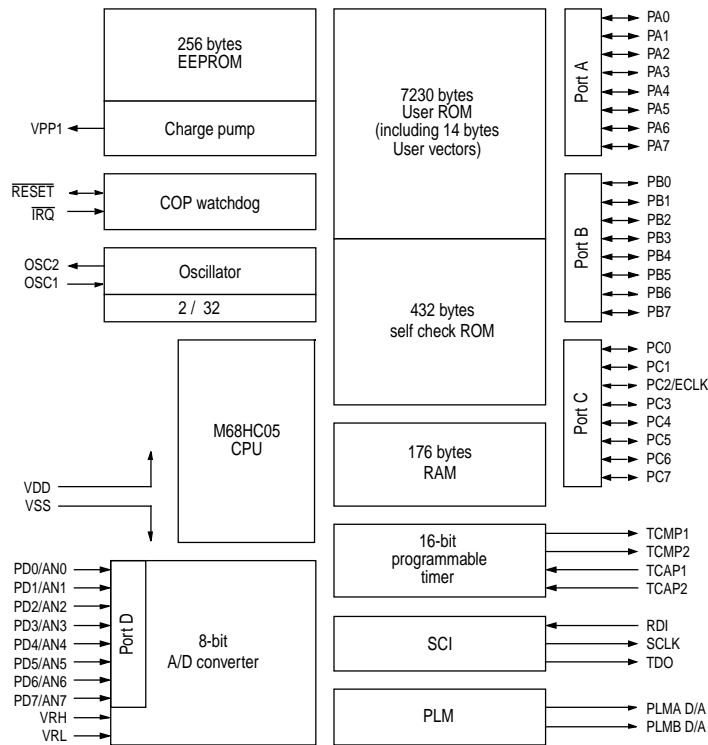 256 bytes
EEPROM
VPP1
Charge pump
RESET
IRQ
COP watchdog
OSC2
OSC1
Oscillator
2 / 32
M68HC05
CPU
VDD
VSS
PD0/AN0
PD1/AN1
PD2/AN2
PD3/AN3
PD4/AN4
PD5/AN5
PD6/AN6
PD7/AN7
VRH
VRL
Port D
8-bit
A/D converter
7230 bytes
User ROM
(including 14 bytes
User vectors)
432 bytes
self check ROM
176 bytes
RAM
16-bit
programmable
timer
SCI
PLM
Port A
PA0
PA1
PA2
PA3
PA4
PA5
PA6
PA7
Port B
PB0
PB1
PB2
PB3
PB4
PB5
PB6
PB7
Port C
PC0
PC1
PC2/ECLK
PC3
PC4
PC5
PC6
PC7
TCMP1
TCMP2
TCAP1
TCAP2
RDI
SCLK
TDO
PLMA D/A
PLMB D/A